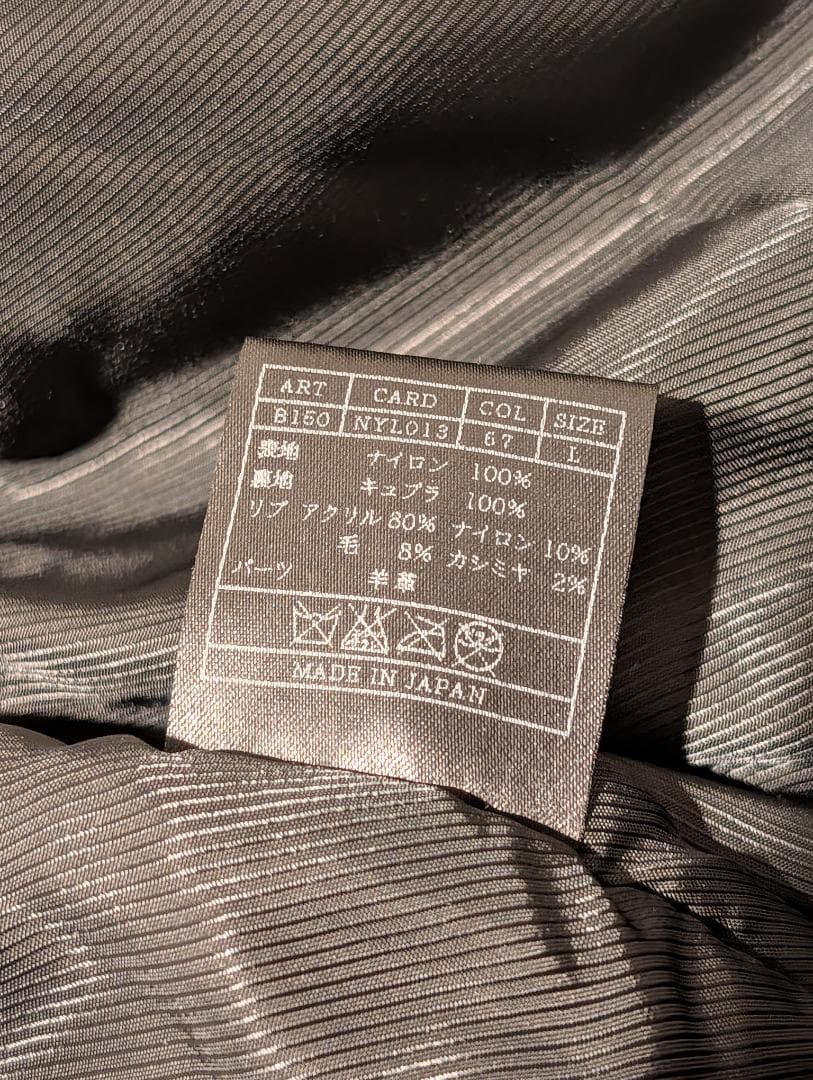 ART CARD COL SIZE
B150 NYL013 67 L
表地 ナイロン 100%
裏地 キュプラ 100%
リブ アクリル 80% ナイロン 10%
毛 8% カシミヤ 2%
パーツ 羊革
MADE IN JAPAN